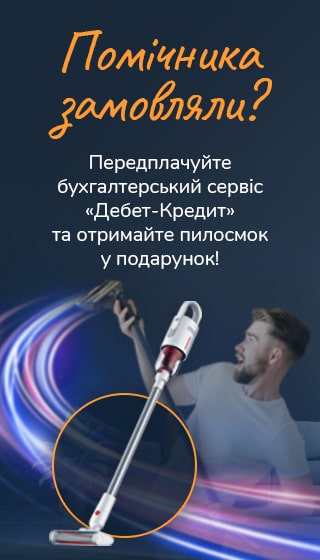 Помічника
замовляли?
Передплачуйте
бухгалтерський сервіс
«Дебет-Кредит»
та отримайте пилосмок
у подарунок!